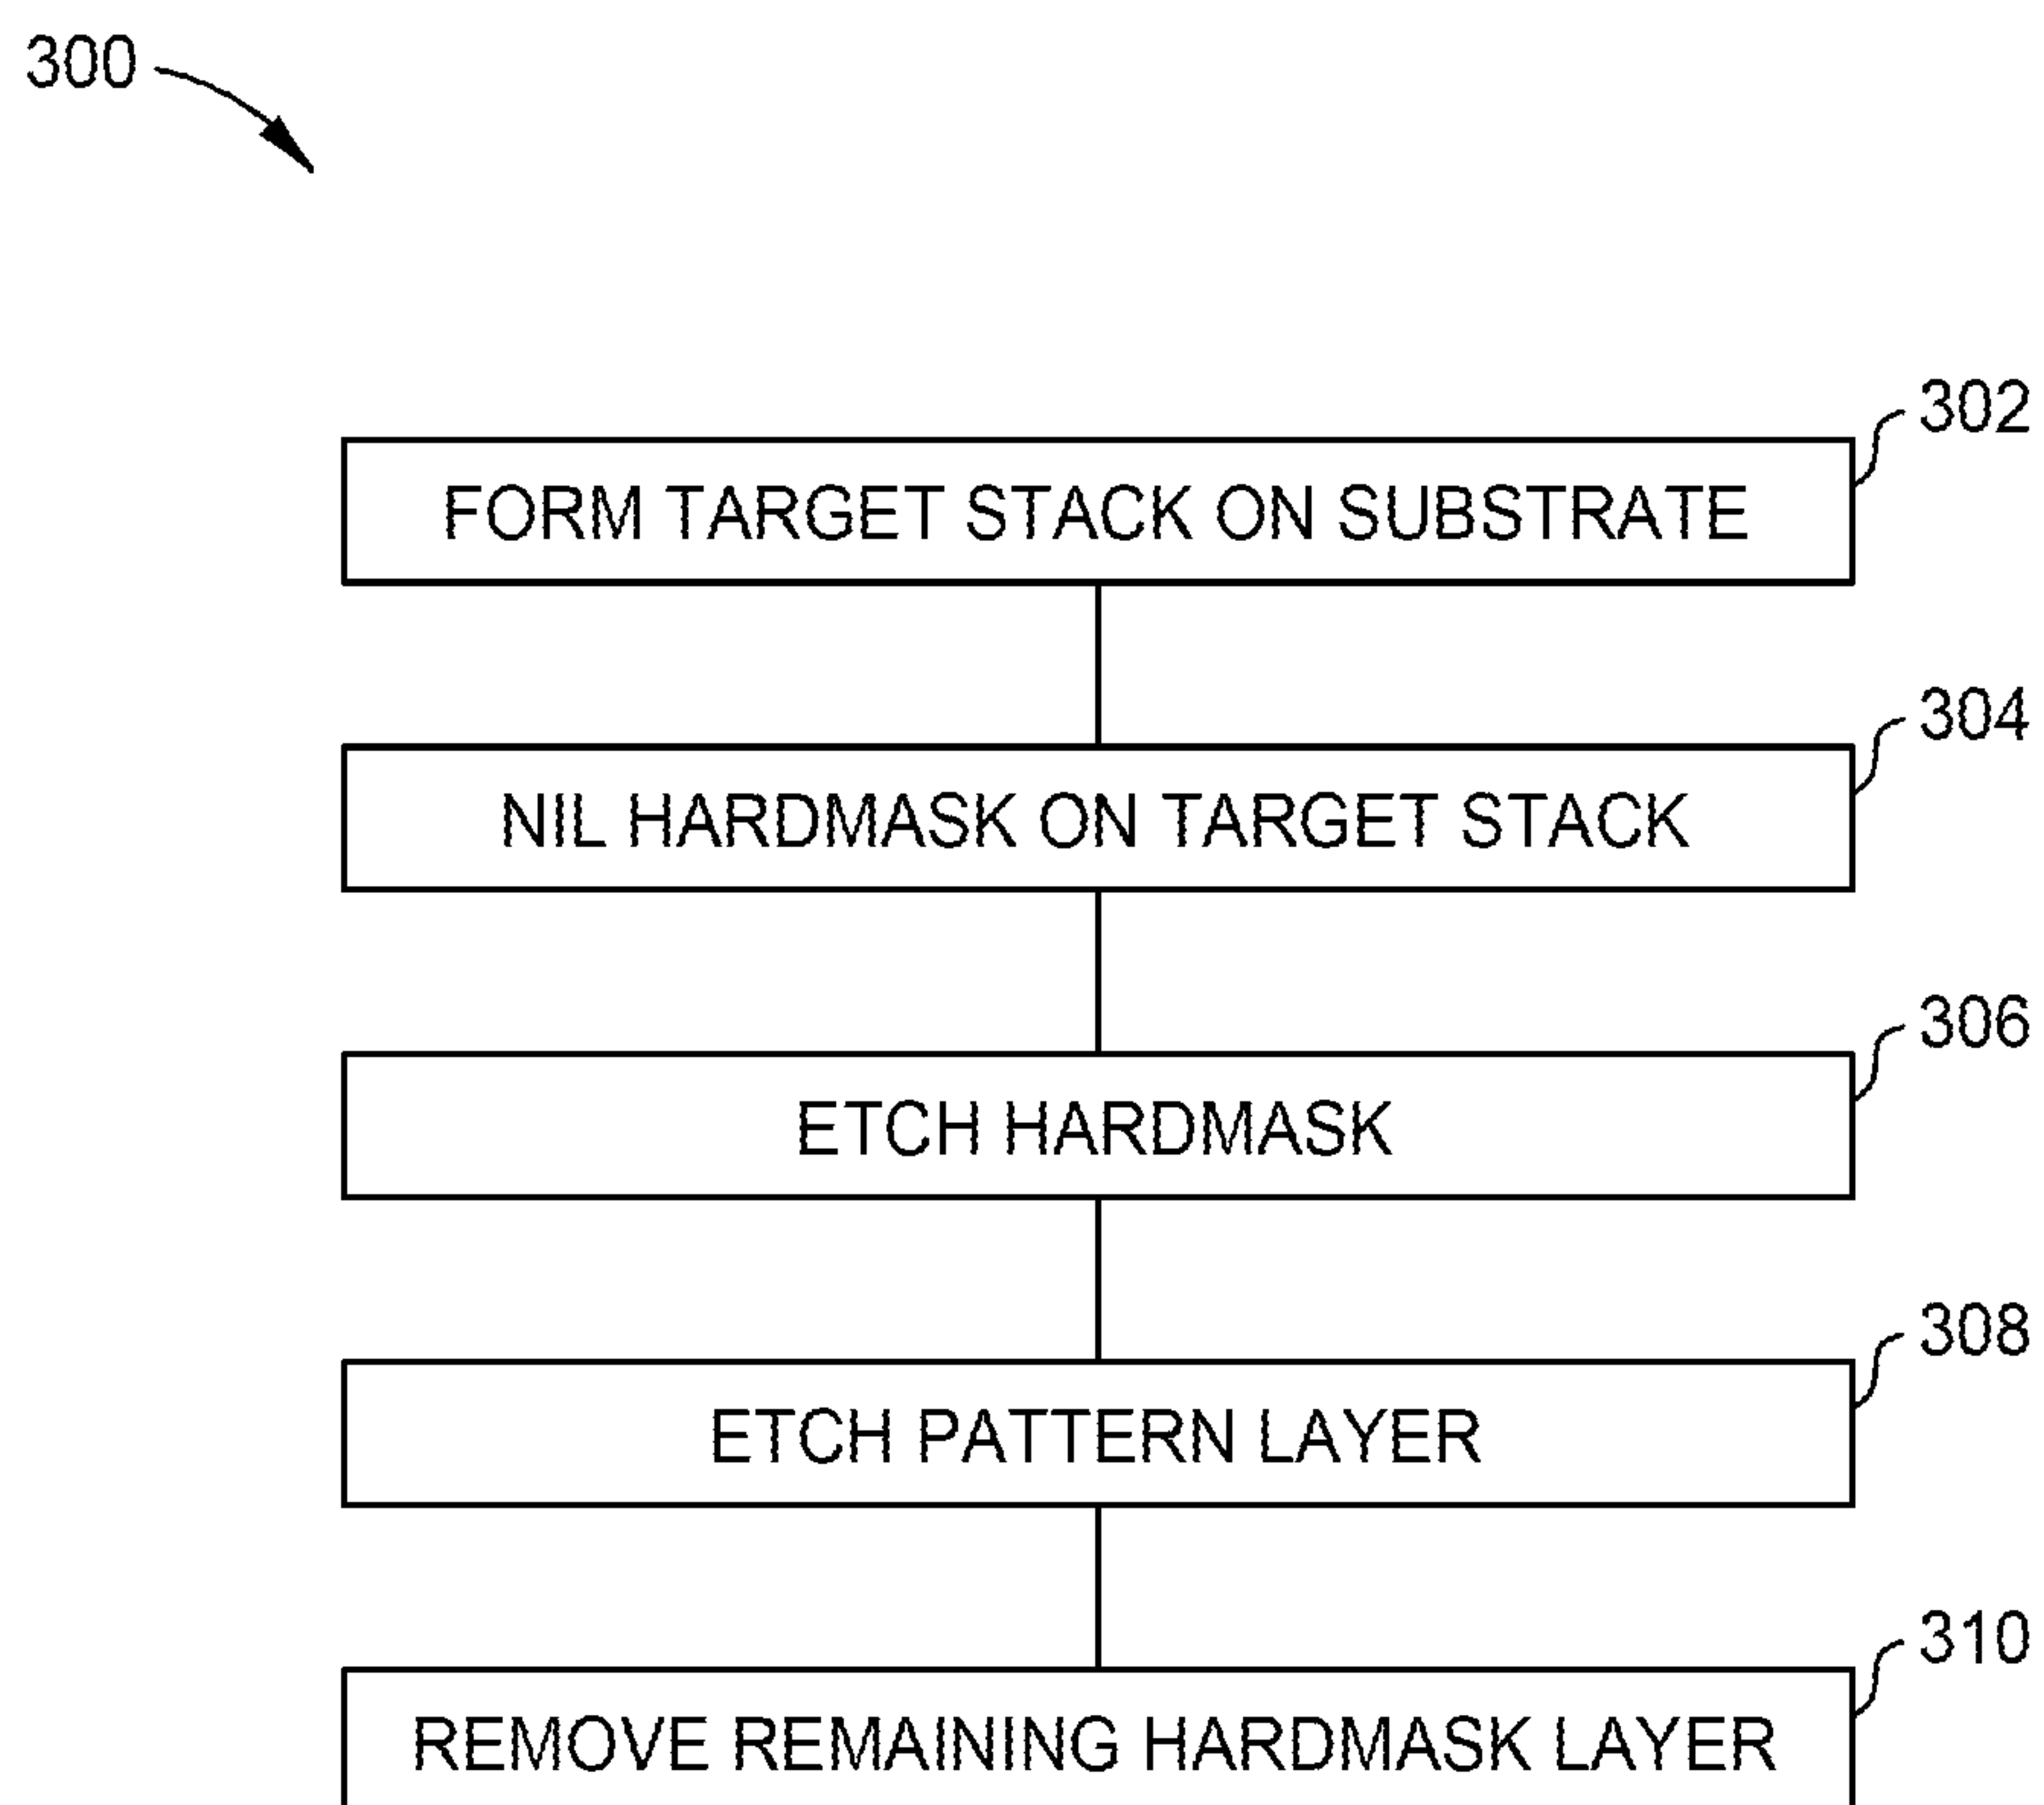 300
302
FORM TARGET STACK ON SUBSTRATE
304
NIL HARDMASK ON TARGET STACK
306
ETCH HARDMASK
308
ETCH PATTERN LAYER
310
REMOVE REMAINING HARDMASK LAYER